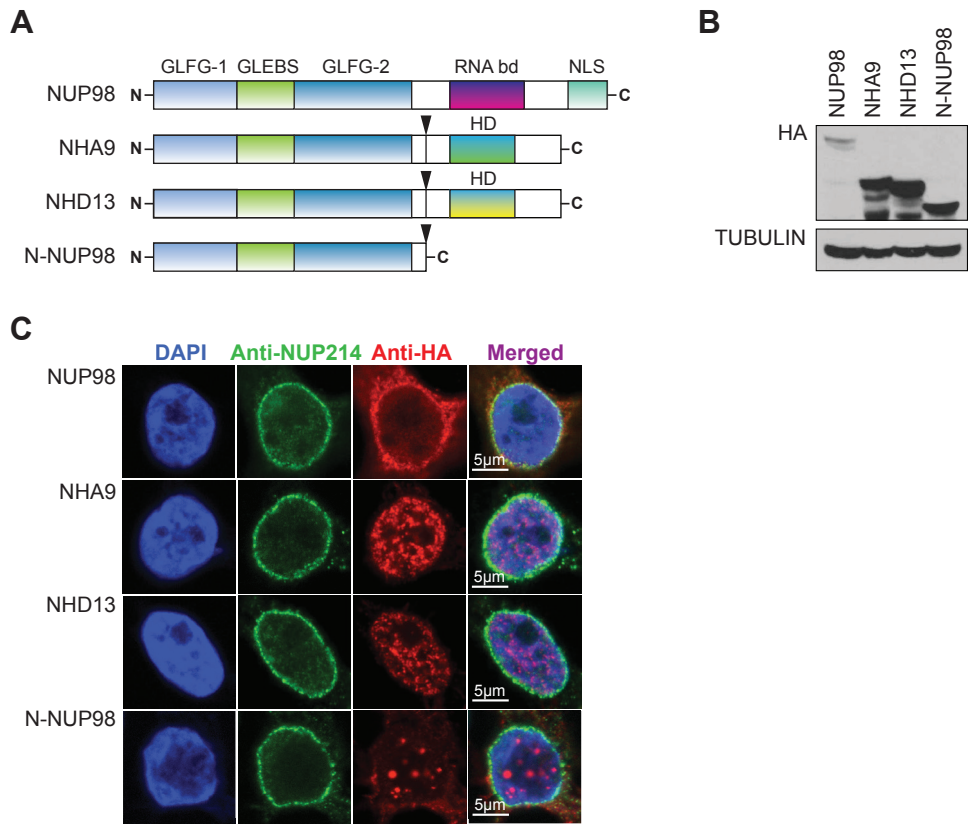 A
GLFG-1 GLEBS GLFG-2 RNA bd NLS
NUP98 N C
HD
NHA9 N C
HD
NHD13 N C
N-NUP98 N C
B
NUP98 NHA9 NHD13 N-NUP98
HA
TUBULIN
C
DAPI Anti-NUP214 Anti-HA Merged
NUP98
5µm
NHA9
5µm
NHD13
5µm
N-NUP98
5µm